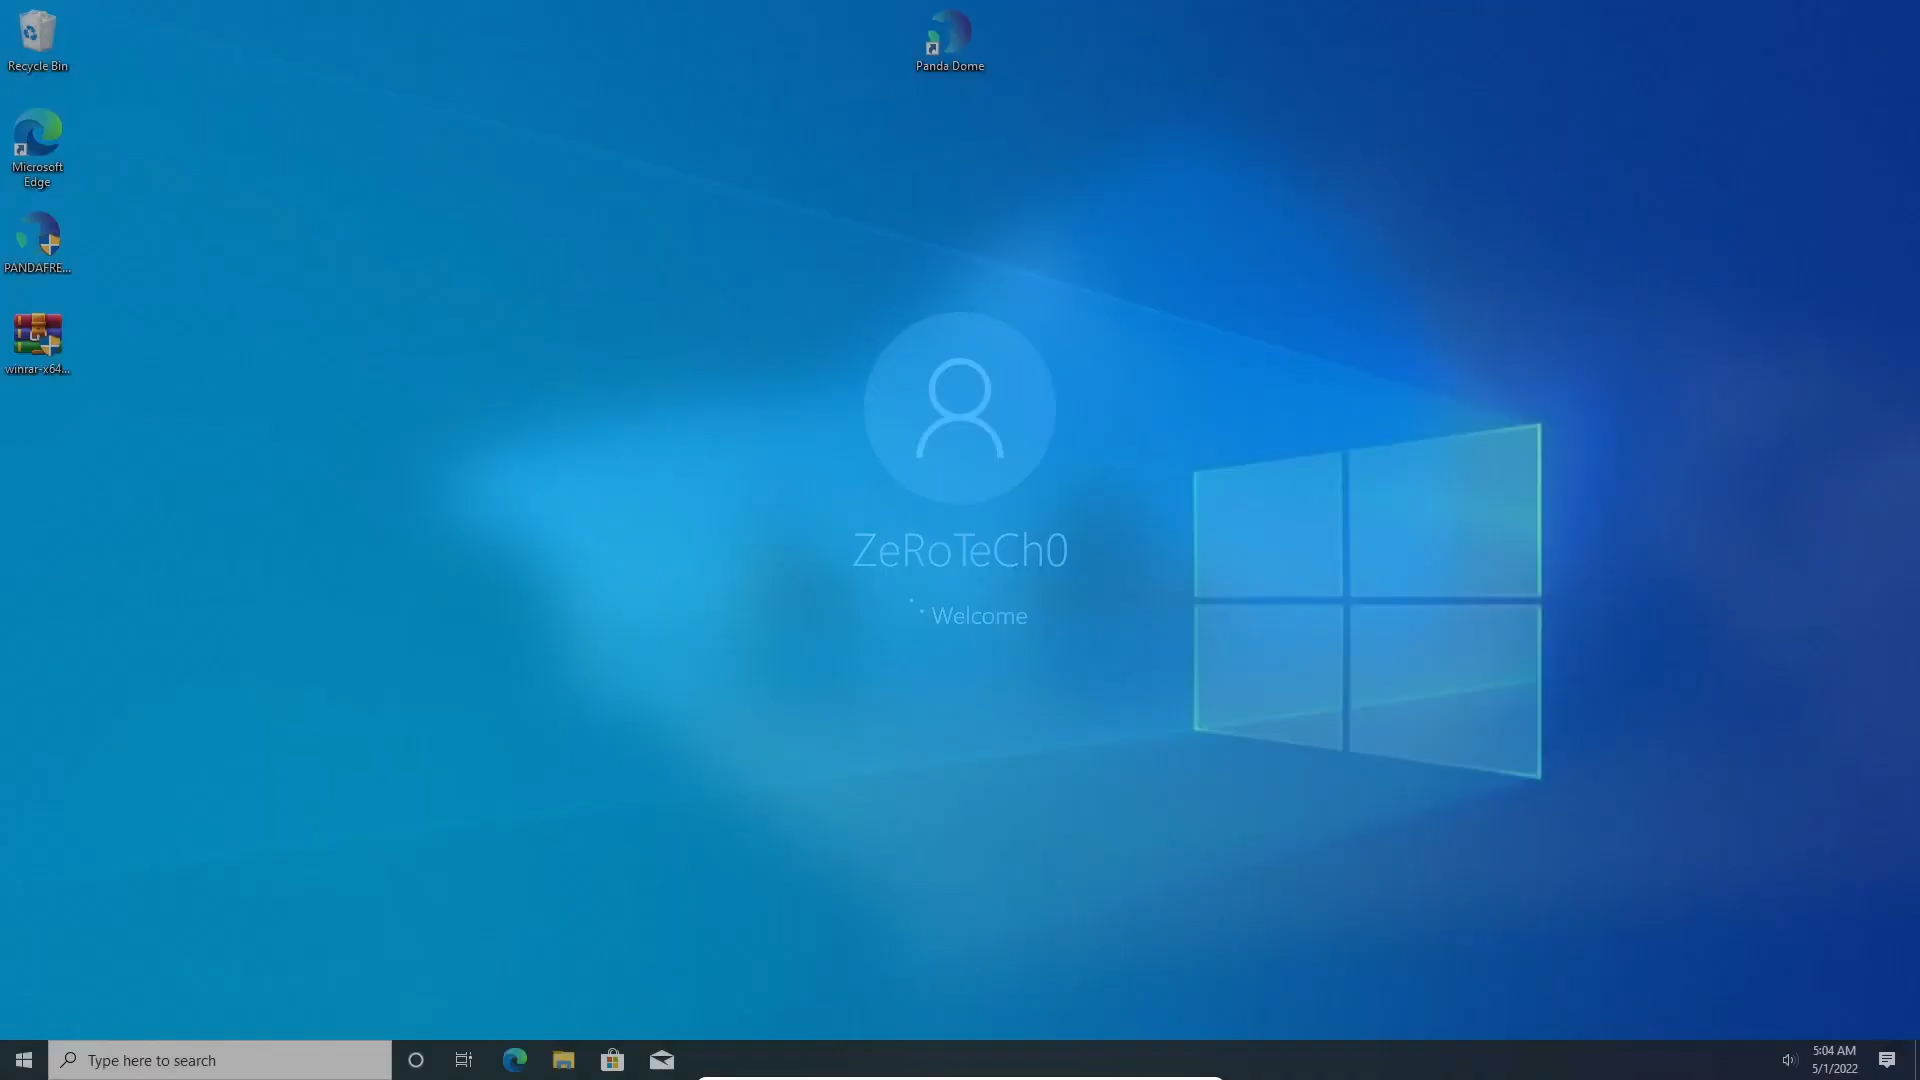 Recycle Bin
Panda Dome
Microsoft
Edge
PANDAFRE...
winrar-x64...
ZeRoTeCh0
Welcome
Type here to search
5:04 AM
5/1/2022